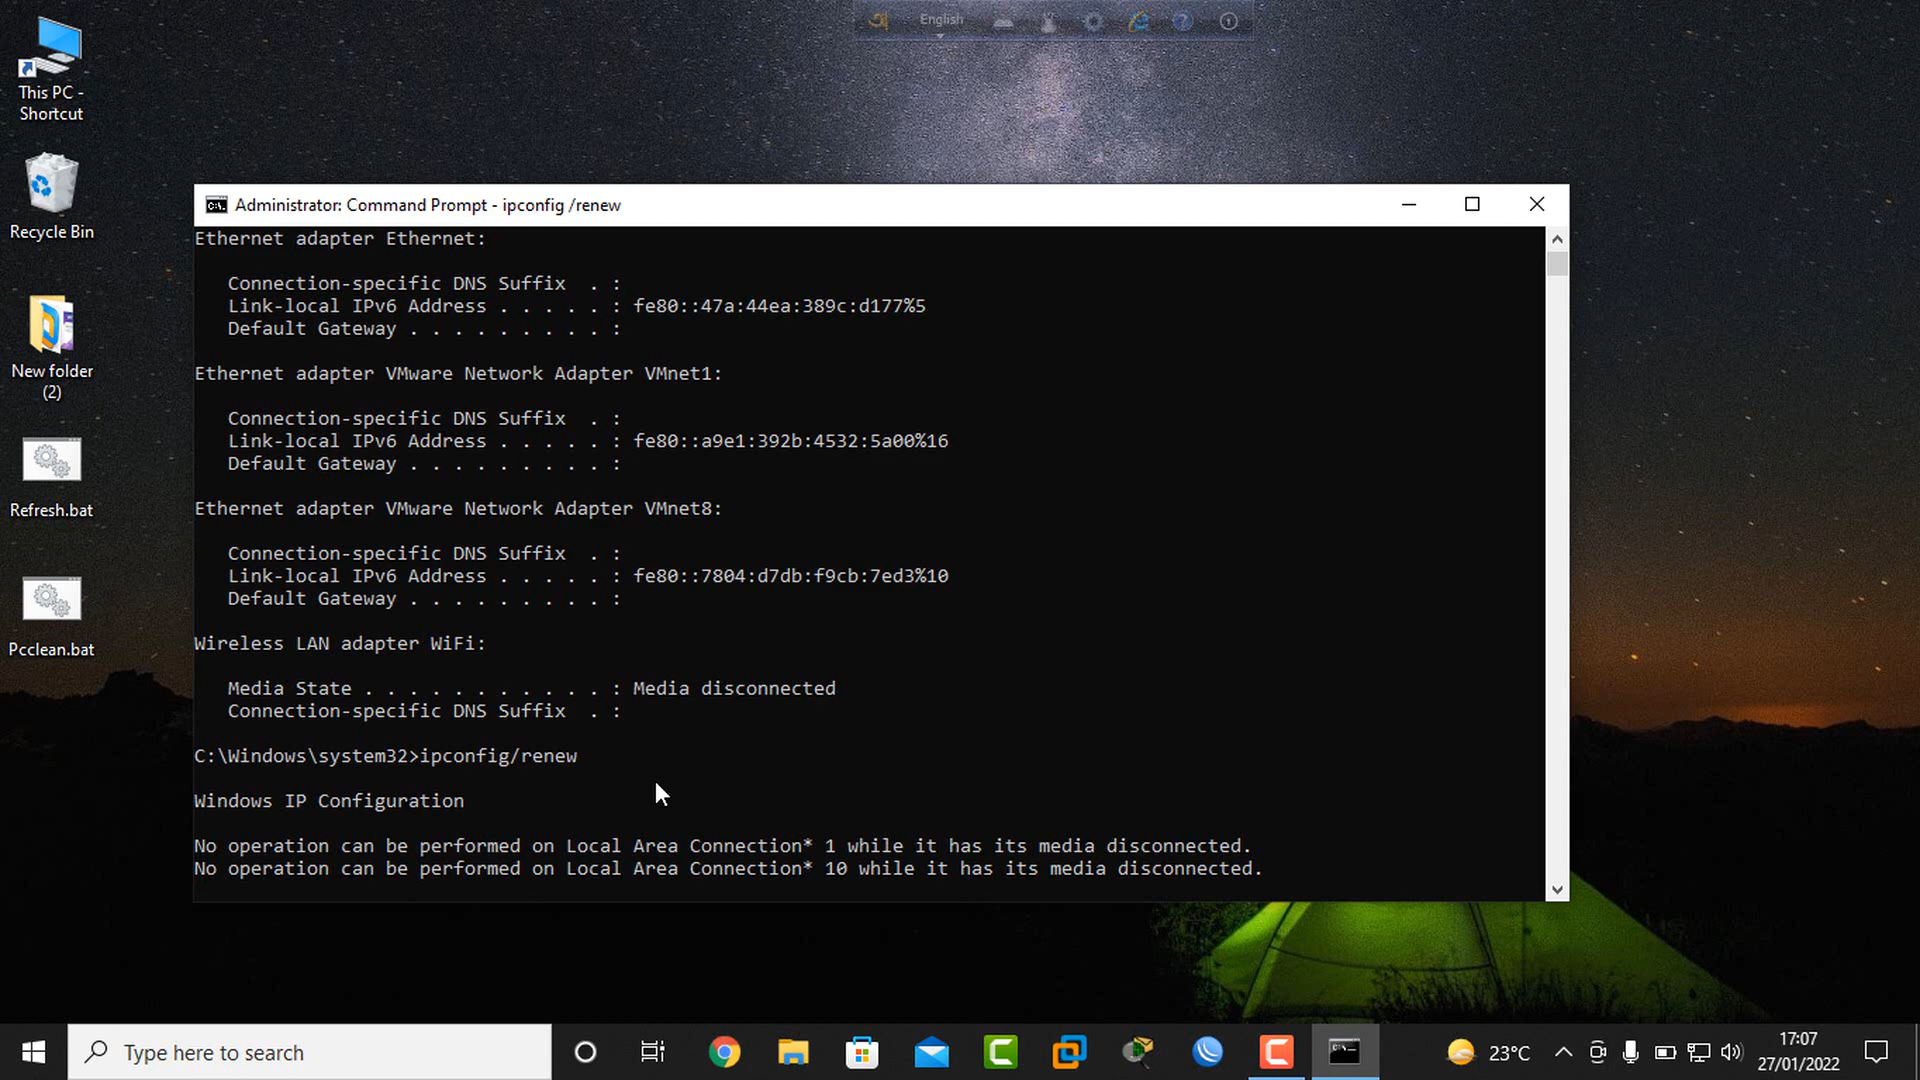 English
This PC -
Shortcut
Recycle Bin
New folder
(2)
Refresh.bat
Pcclean.bat
Administrator: Command Prompt - ipconfig /renew
Ethernet adapter Ethernet:
Connection-specific DNS Suffix . :
Link-local IPv6 Address . . . . . : fe80::47a:44ea:389c:d177%5
Default Gateway . . . . . . . . . :
Ethernet adapter VMware Network Adapter VMnet1:
Connection-specific DNS Suffix . :
Link-local IPv6 Address . . . . . : fe80::a9e1:392b:4532:5a00%16
Default Gateway . . . . . . . . . :
Ethernet adapter VMware Network Adapter VMnet8:
Connection-specific DNS Suffix . :
Link-local IPv6 Address . . . . . : fe80::7804:d7db:f9cb:7ed3%10
Default Gateway . . . . . . . . . :
Wireless LAN adapter WiFi:
Media State . . . . . . . . . . . : Media disconnected
Connection-specific DNS Suffix . :
C:\Windows\system32>ipconfig/renew
Windows IP Configuration
No operation can be performed on Local Area Connection* 1 while it has its media disconnected.
No operation can be performed on Local Area Connection* 10 while it has its media disconnected.
Type here to search
23°C
17:07
27/01/2022